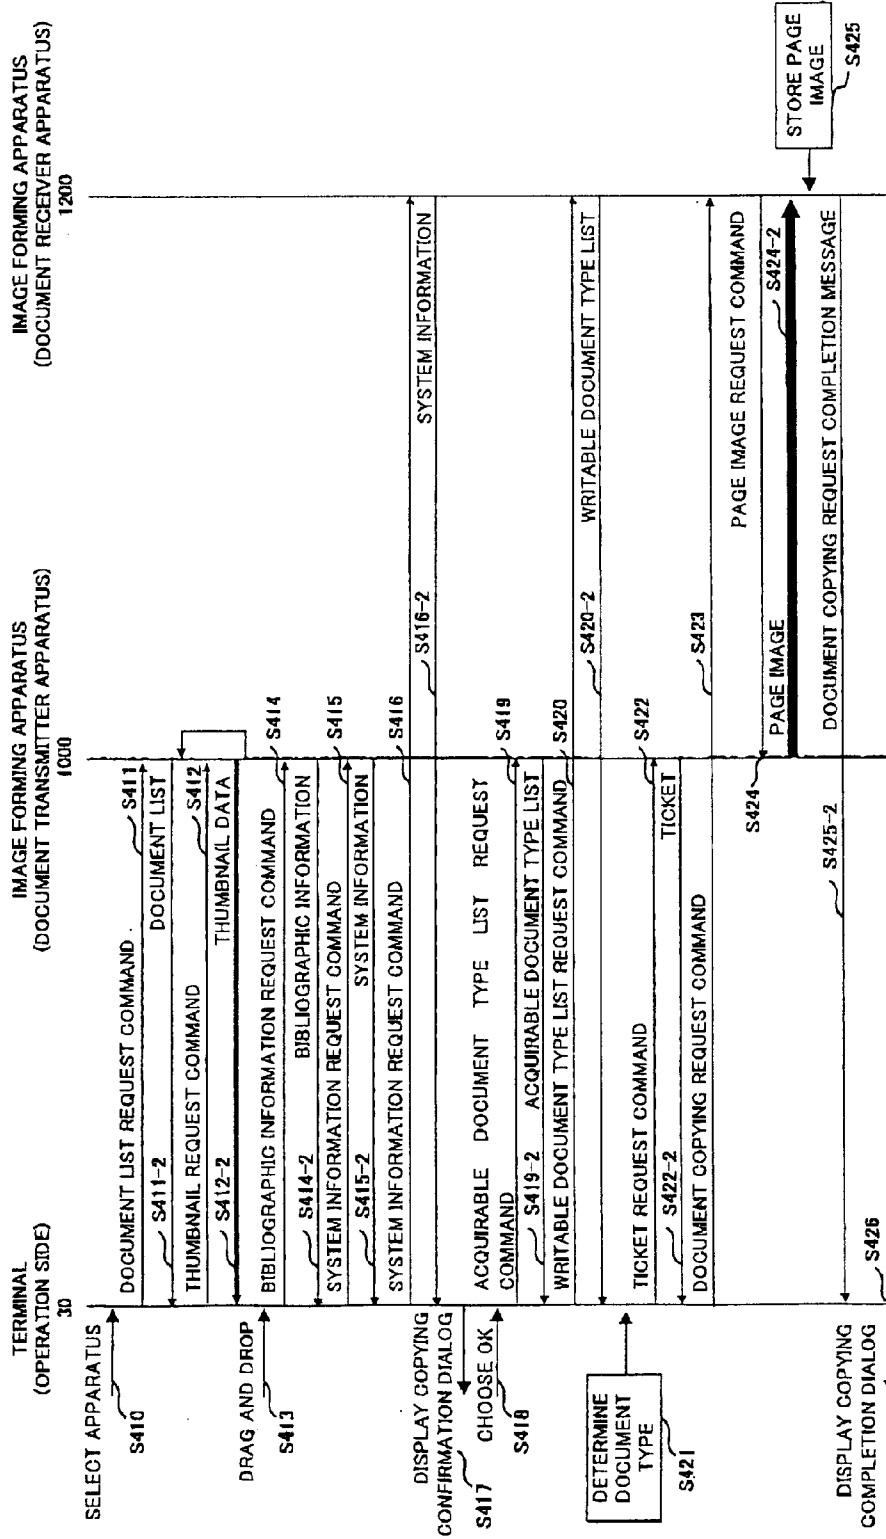 TERMINAL
(OPERATION SIDE)
30
IMAGE FORMING APPARATUS
(DOCUMENT TRANSMITTER APPARATUS)
1000
IMAGE FORMING APPARATUS
(DOCUMENT RECEIVER APPARATUS)
1200
SELECT APPARATUS
S410
DOCUMENT LIST REQUEST COMMAND
S411
S411-2
DOCUMENT LIST
THUMBNAIL REQUEST COMMAND
S412
S412-2
THUMBNAIL DATA
DRAG AND DROP
S413
BIBLIOGRAPHIC INFORMATION REQUEST COMMAND
S414
S414-2
BIBLIOGRAPHIC INFORMATION
SYSTEM INFORMATION REQUEST COMMAND
S415
S415-2
SYSTEM INFORMATION
SYSTEM INFORMATION REQUEST COMMAND
S416
S416-2
SYSTEM INFORMATION
DISPLAY COPYING
CONFIRMATION DIALOG
S417
CHOOSE OK
S418
ACQUIRABLE DOCUMENT TYPE LIST REQUEST
COMMAND
S419
S419-2
ACQUIRABLE DOCUMENT TYPE LIST
WRITABLE DOCUMENT TYPE LIST REQUEST COMMAND
S420
S420-2
WRITABLE DOCUMENT TYPE LIST
DETERMINE
DOCUMENT
TYPE
S421
TICKET REQUEST COMMAND
S422
S422-2
TICKET
DOCUMENT COPYING REQUEST COMMAND
S423
PAGE IMAGE REQUEST COMMAND
S424
PAGE IMAGE
S424-2
STORE PAGE
IMAGE
S425
DOCUMENT COPYING REQUEST COMPLETION MESSAGE
S425-2
DISPLAY COPYING
COMPLETION DIALOG
S426